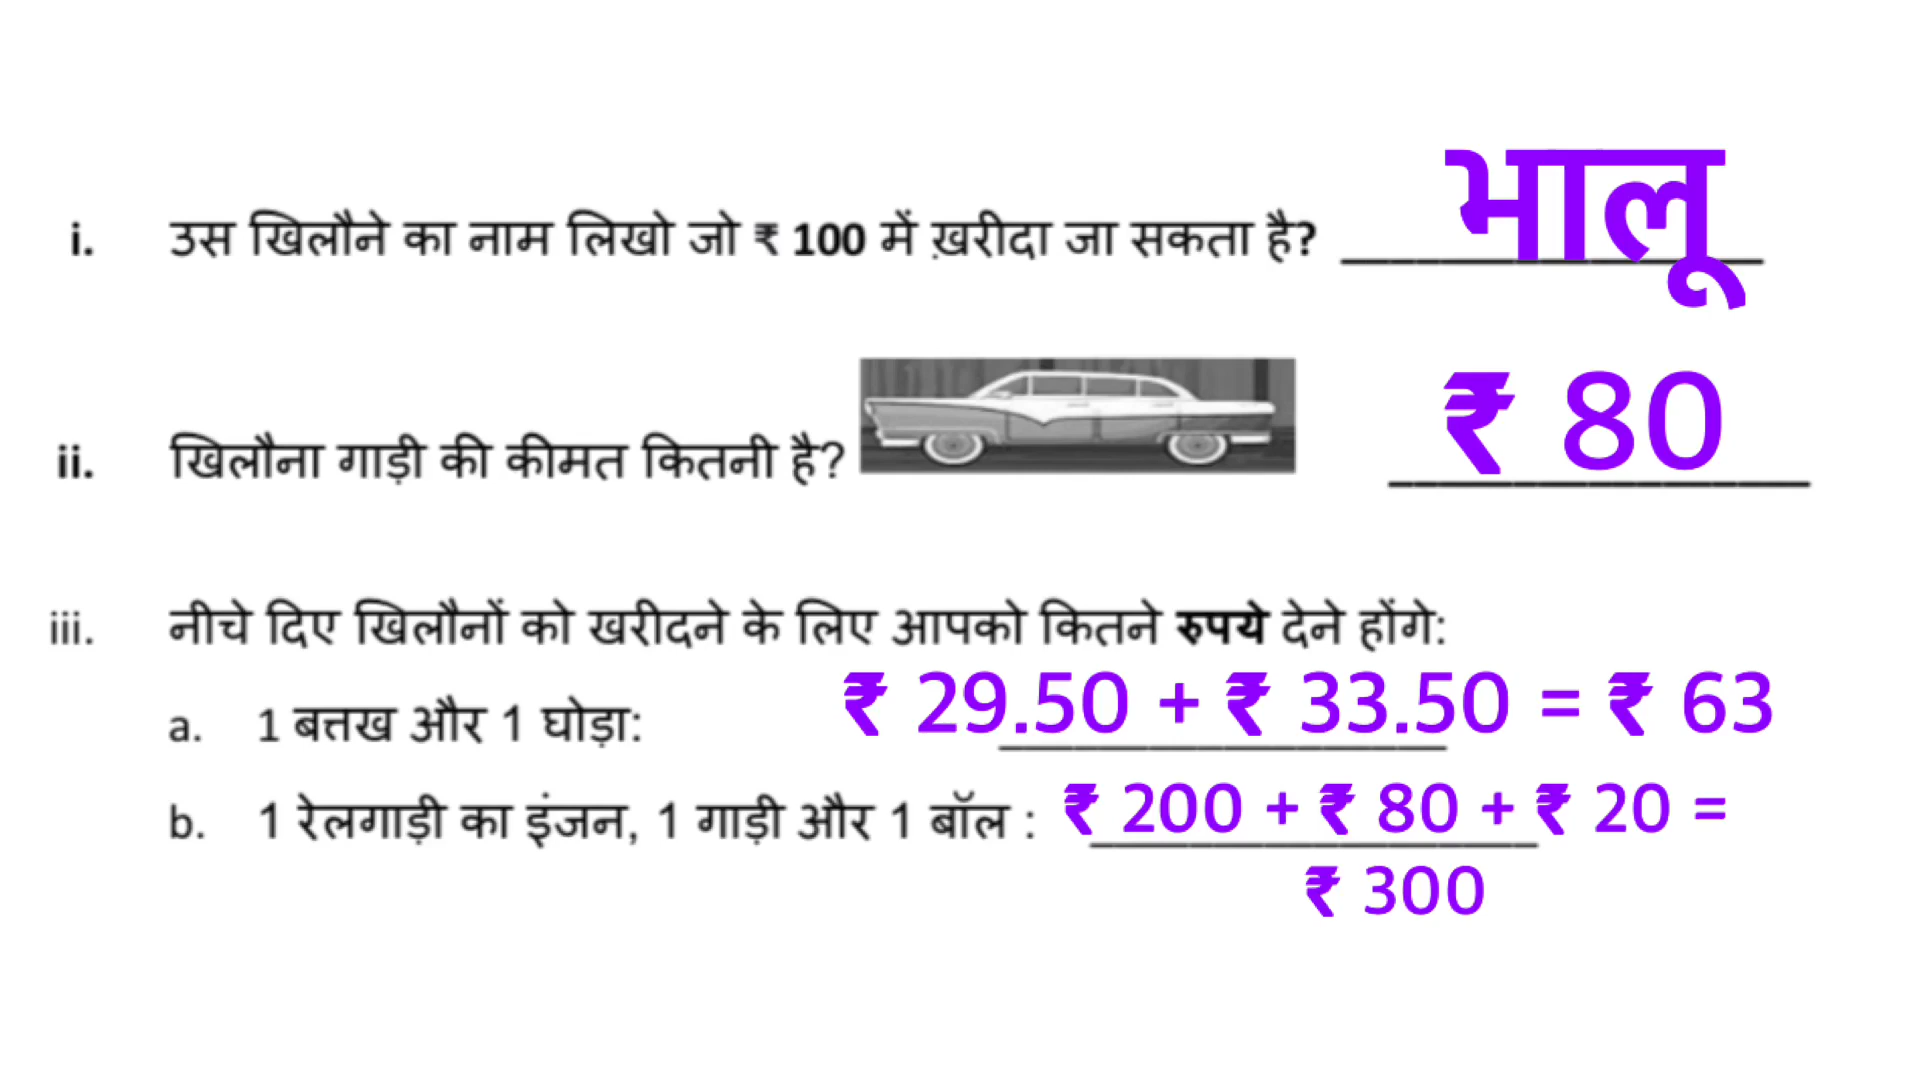 i. उस खिलौने का नाम लिखो जो ₹ 100 में ख़रीदा जा सकता है? भालू
ii. खिलौना गाड़ी की कीमत कितनी है? ₹ 80
iii. नीचे दिए खिलौनों को खरीदने के लिए आपको कितने रुपये देने होंगे:
a. 1 बत्तख और 1 घोड़ा: ₹ 29.50 + ₹ 33.50 = ₹ 63
b. 1 रेलगाड़ी का इंजन, 1 गाड़ी और 1 बॉल : ₹ 200 + ₹ 80 + ₹ 20 =
₹ 300